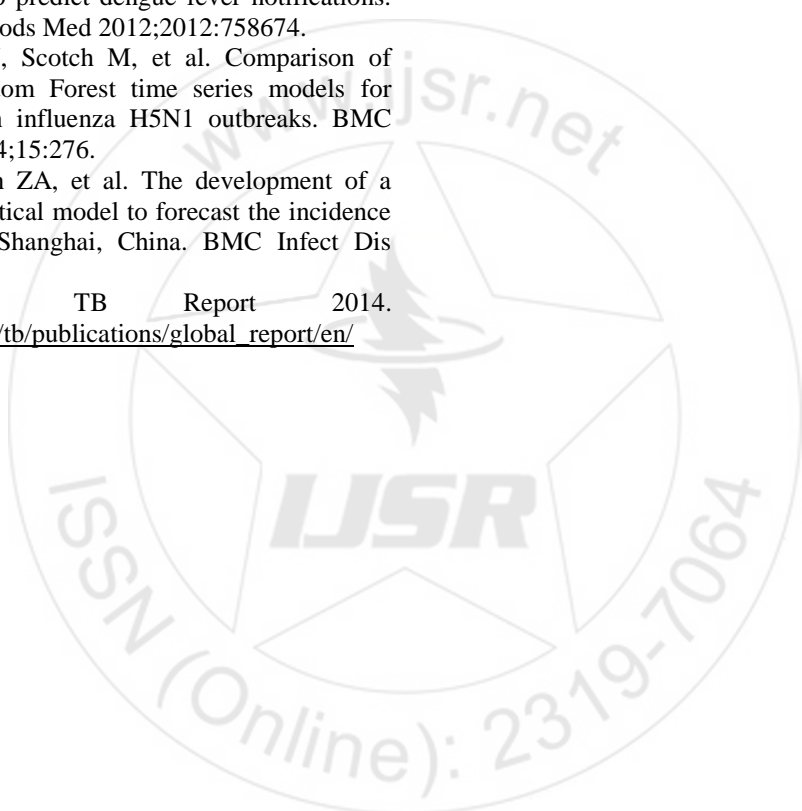 predict dengue fever notifications.
ods Med 2012;2012:758674.
, Scotch M, et al. Comparison of
om Forest time series models for
influenza H5N1 outbreaks. BMC
4;15:276.
ZA, et al. The development of a
tical model to forecast the incidence
Shanghai, China. BMC Infect Dis
TB Report 2014.
/tb/publications/global_report/en/
www.ijsr.net
IJSR
ISSN (Online): 2319-7064